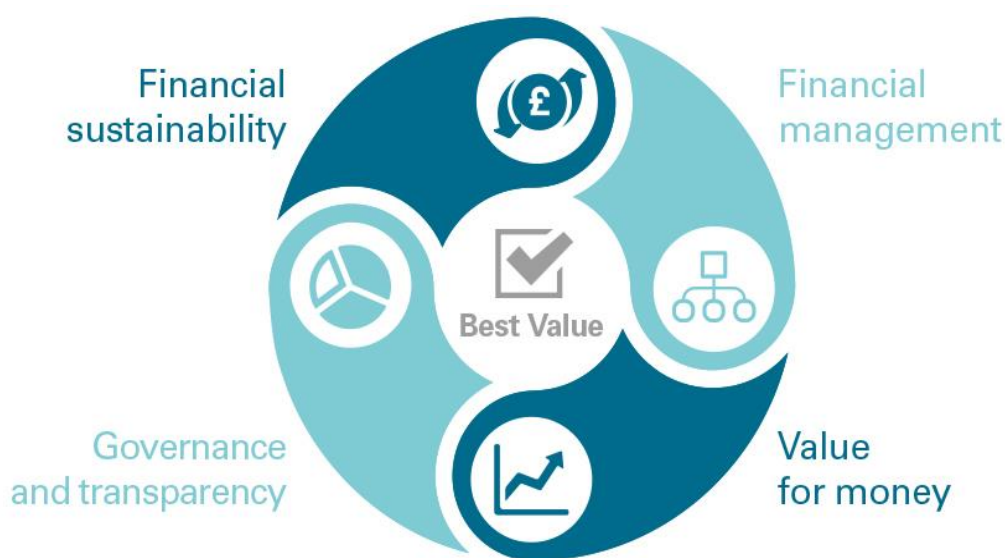 Financial
sustainability
£
Financial
management
Best Value
Governance
and transparency
Value
for money